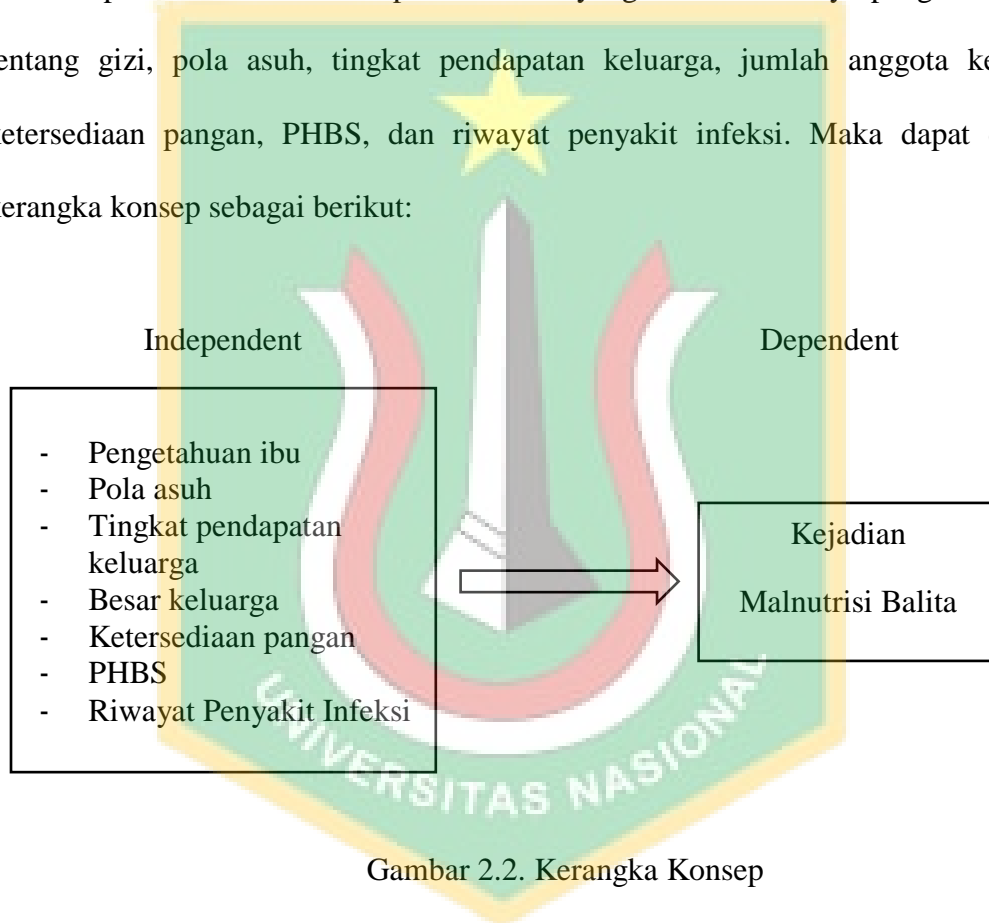 tentang gizi, pola asuh, tingkat pendapatan keluarga, jumlah anggota
ketersediaan pangan, PHBS, dan riwayat penyakit infeksi. Maka dapat
kerangka konsep sebagai berikut:
Independent
- Pengetahuan ibu
- Pola asuh
- Tingkat pendapatan
keluarga
- Besar keluarga
- Ketersediaan pangan
- PHBS
- Riwayat Penyakit Infeksi
Dependent
Kejadian
Malnutrisi Balita
UNIVERSITAS NASIONAL
Gambar 2.2. Kerangka Konsep